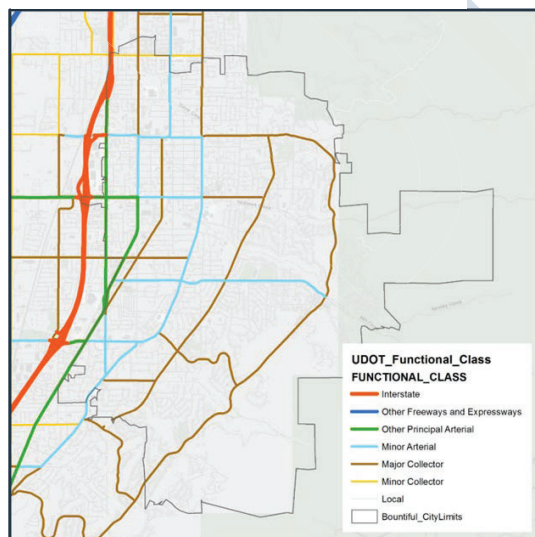 UDOT_Functional_Class
FUNCTIONAL_CLASS
Interstate
Other Freeways and Expressways
Other Principal Arterial
Minor Arterial
Major Collector
Minor Collector
Local
Bountiful_CityLimits